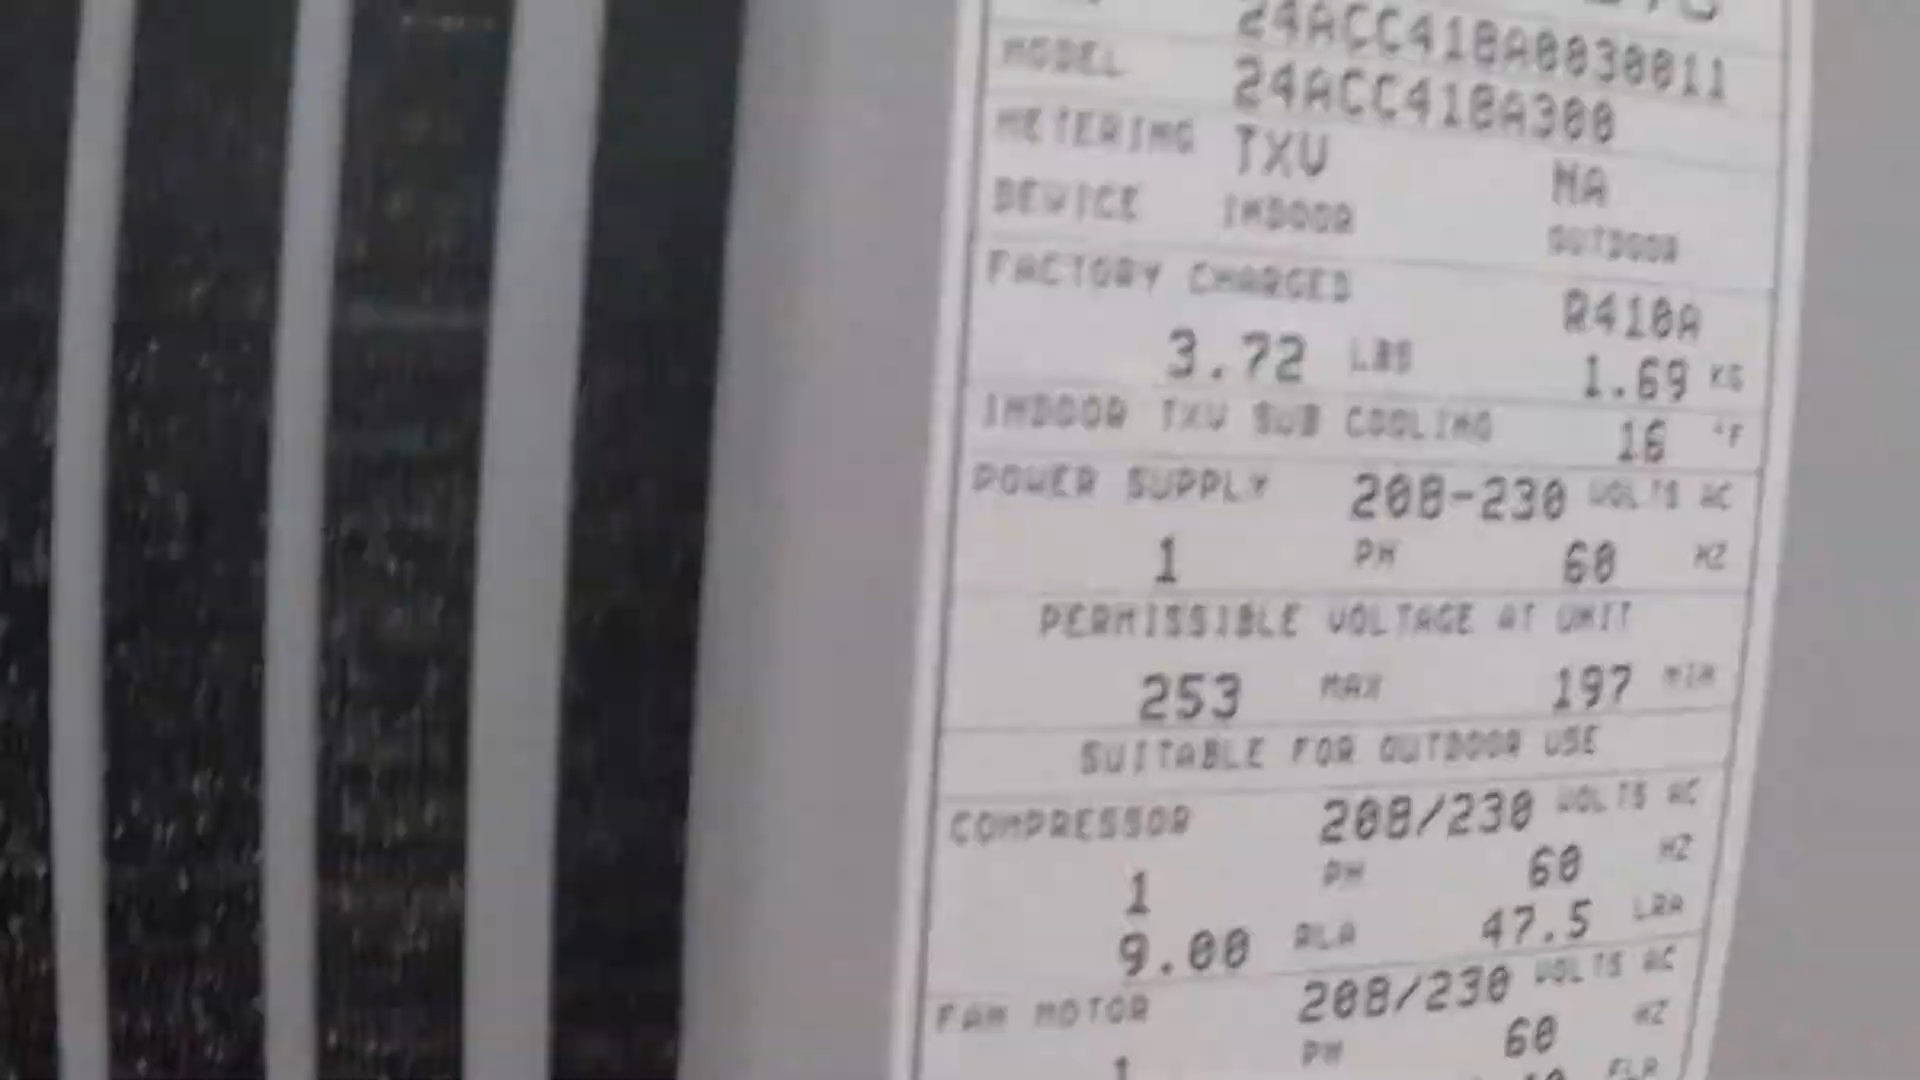 24ACC418A0030011
MODEL 24ACC418A300
METERING TXV NA
DEVICE INDOOR OUTDOOR
FACTORY CHARGED R410A
3.72 LBS 1.69 KG
INDOOR TXV SUB COOLING 16 °F
POWER SUPPLY 208-230 VOLTS AC
1 PH 60 HZ
PERMISSIBLE VOLTAGE AT UNIT
253 MAX 197 MIN
SUITABLE FOR OUTDOOR USE
COMPRESSOR 208/230 VOLTS AC
1 PH 60 HZ
9.00 RLA 47.5 LRA
FAN MOTOR 208/230 VOLTS AC
1 PH 60 HZ
FLA